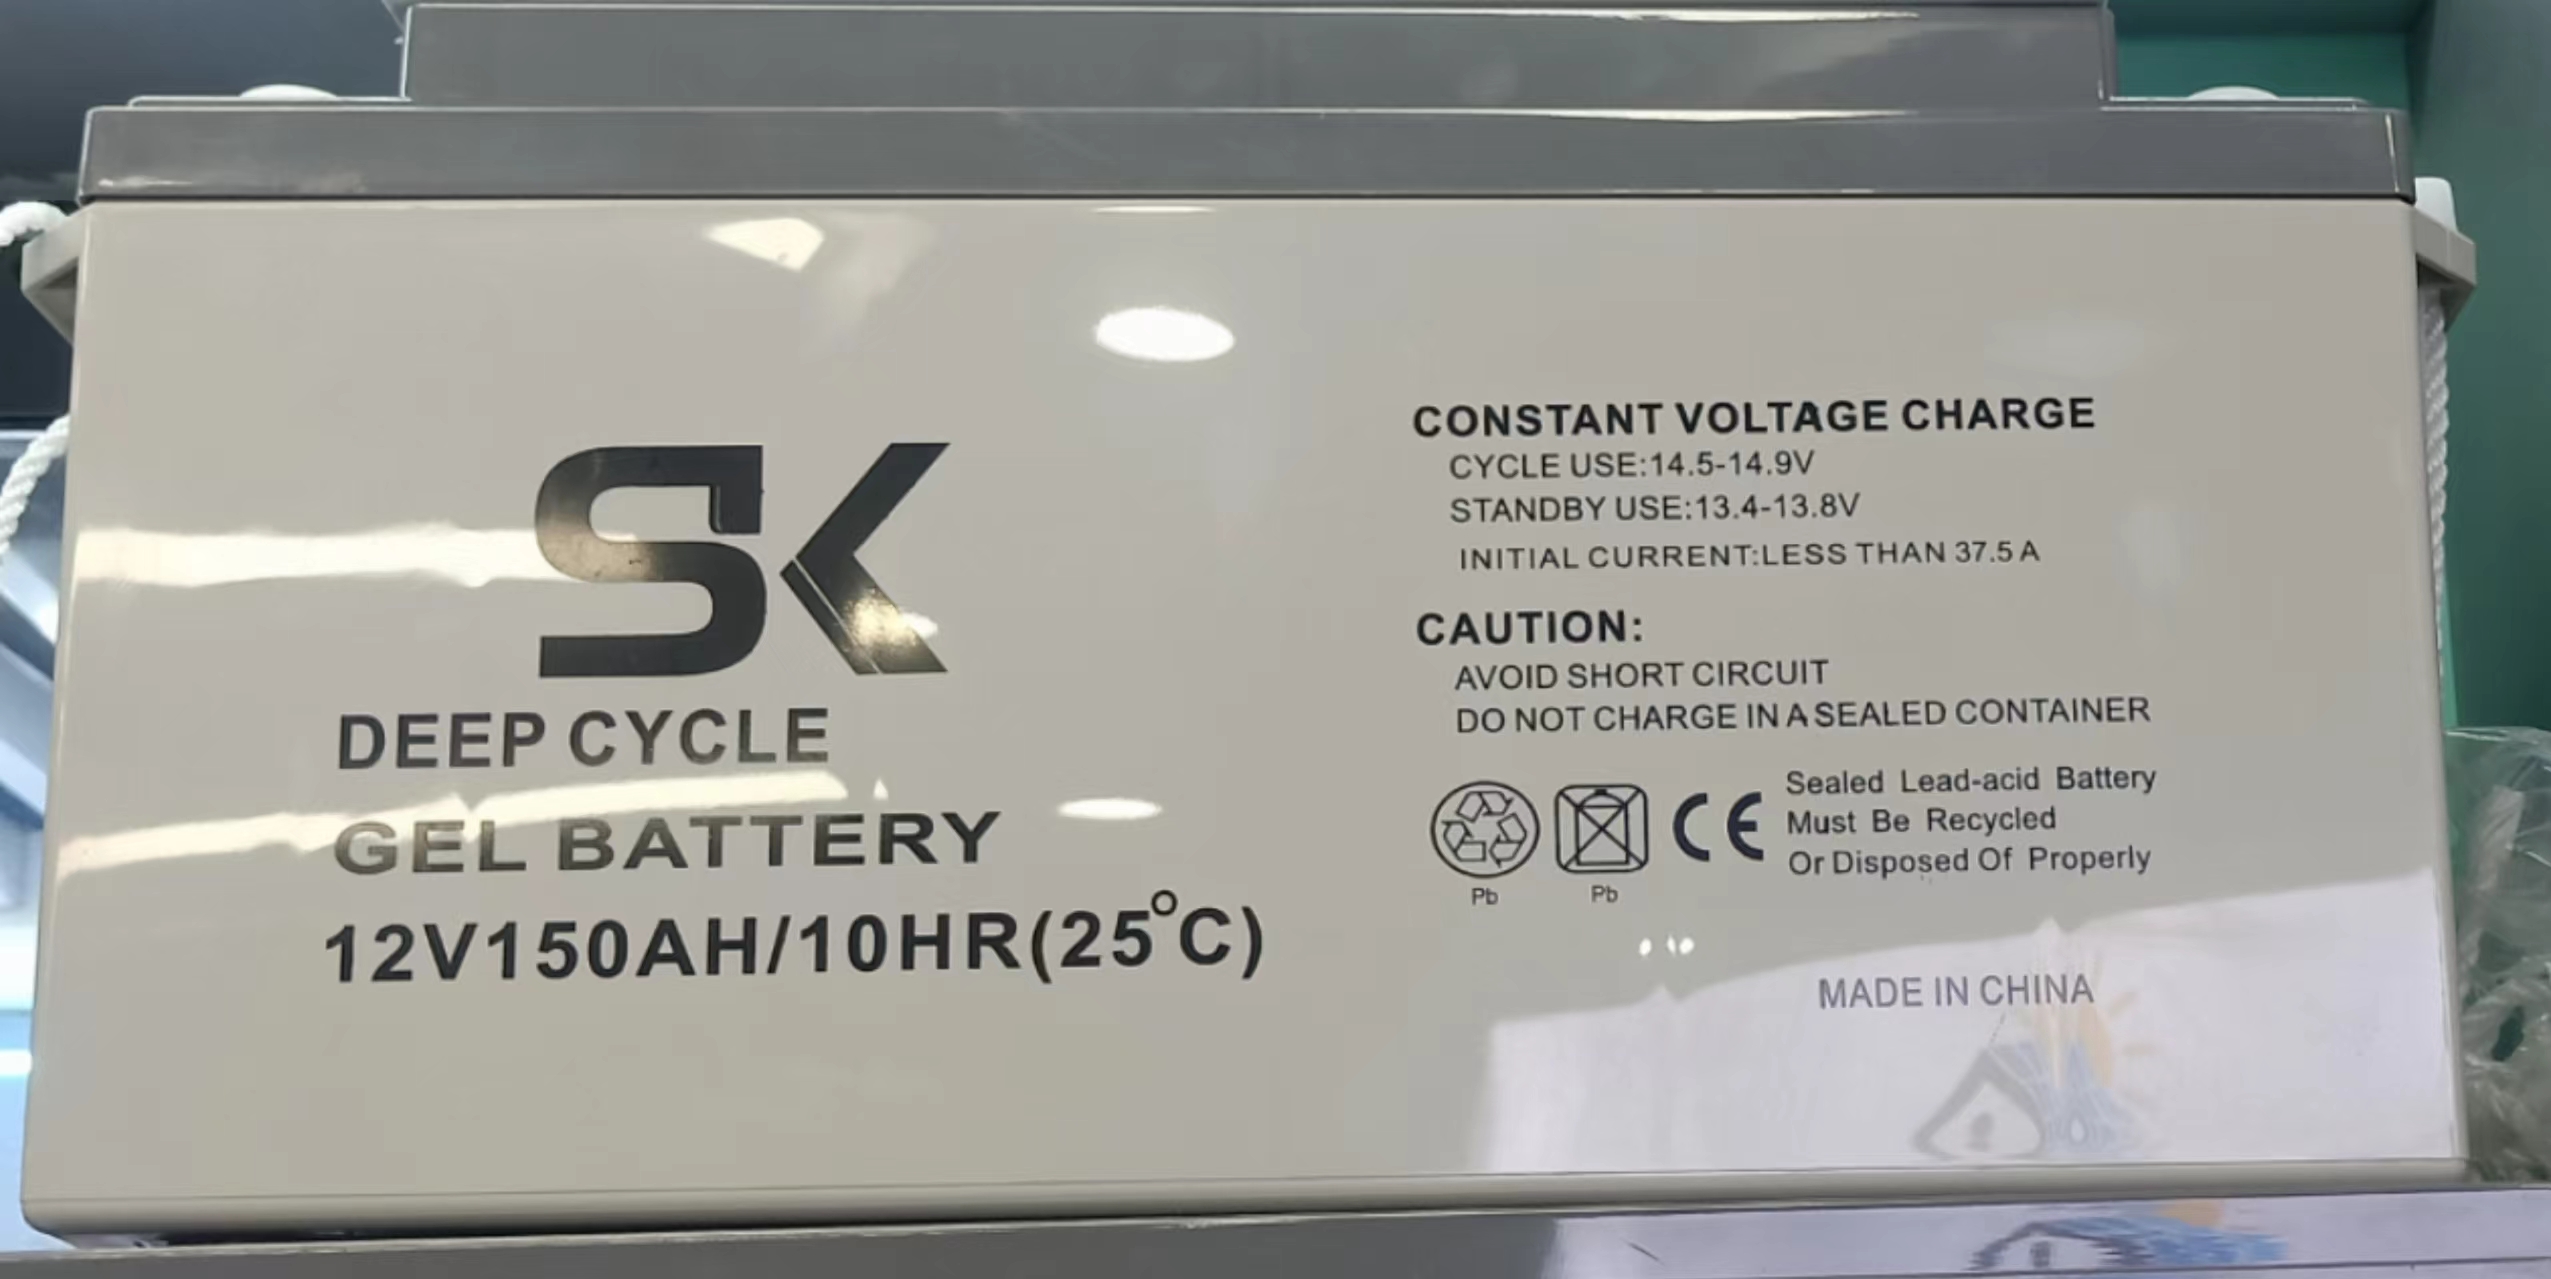 SK
DEEP CYCLE
GEL BATTERY
12V150AH/10HR(25°C)
CONSTANT VOLTAGE CHARGE
CYCLE USE:14.5-14.9V
STANDBY USE:13.4-13.8V
INITIAL CURRENT:LESS THAN 37.5 A
CAUTION:
AVOID SHORT CIRCUIT
DO NOT CHARGE IN A SEALED CONTAINER
Pb
Pb
CE
Sealed Lead-acid Battery
Must Be Recycled
Or Disposed Of Properly
MADE IN CHINA